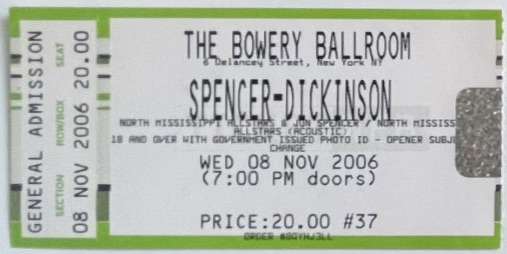 GENERAL ADMISSION
SECTION ROW/BOX SEAT
08 NOV 2006 20.00
THE BOWERY BALLROOM
6 Delancey Street, New York NY
SPENCER-DICKINSON
NORTH MISSISSIPPI ALLSTARS & JON SPENCER / NORTH MISSISS
ALLSTARS (ACOUSTIC)
18 AND OVER WITH GOVERNMENT ISSUED PHOTO ID - OPENER SUBJ
CHANGE
WED 08 NOV 2006
(7:00 PM doors)
PRICE:20.00 #37
ORDER